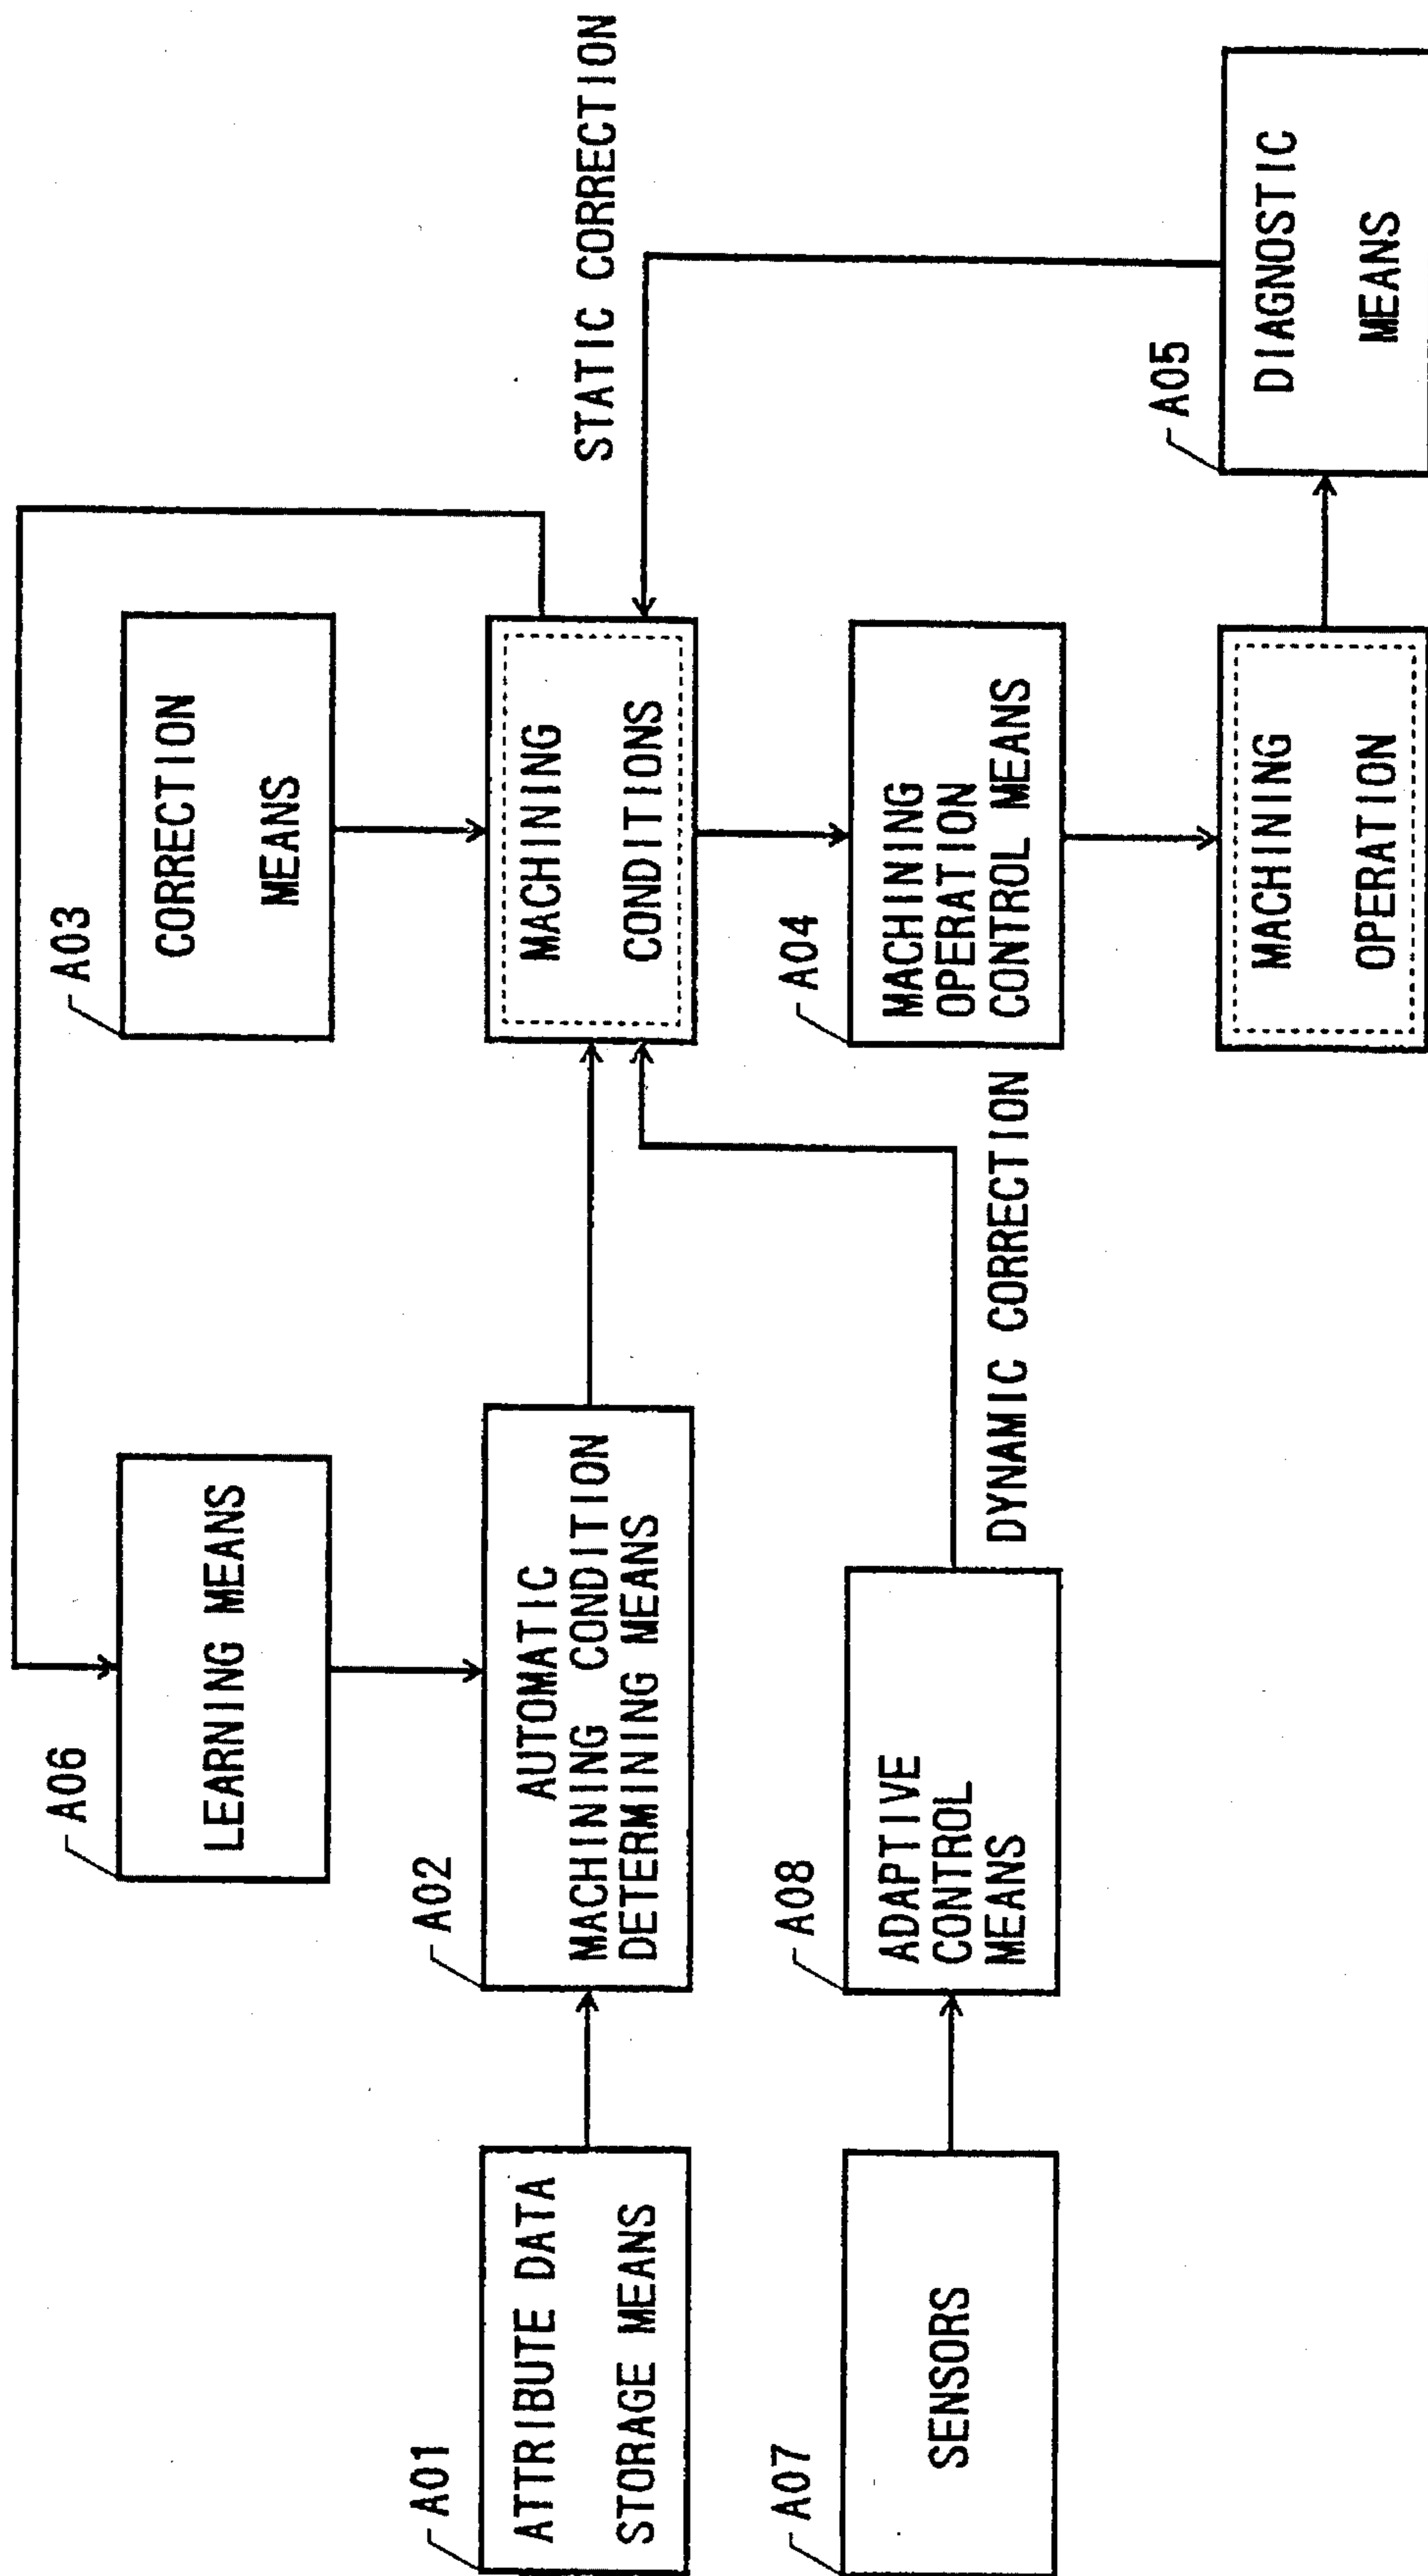 A06
LEARNING MEANS
A03
CORRECTION
MEANS
A01
ATTRIBUTE DATA
STORAGE MEANS
A02
AUTOMATIC
MACHINING CONDITION
DETERMINING MEANS
MACHINING
CONDITIONS
STATIC CORRECTION
A07
SENSORS
A08
ADAPTIVE
CONTROL
MEANS
DYNAMIC CORRECTION
A04
MACHINING
OPERATION
CONTROL MEANS
MACHINING
OPERATION
A05
DIAGNOSTIC
MEANS